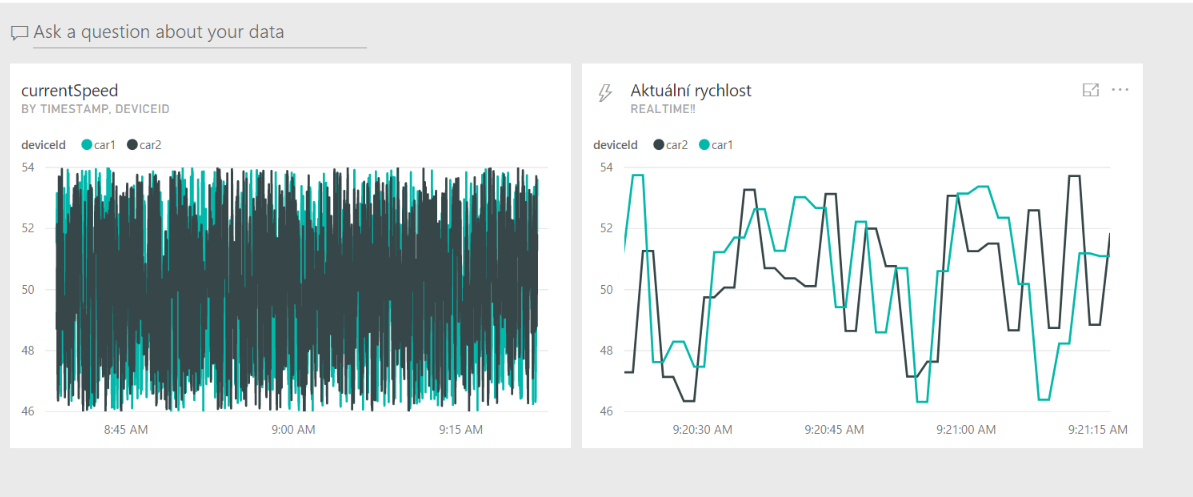 Ask a question about your data
currentSpeed
BY TIMESTAMP, DEVICEID
deviceId car1 car2
54
52
50
48
46
8:45 AM 9:00 AM 9:15 AM
Aktuální rychlost
REALTIME!!
deviceId car2 car1
54
52
50
48
46
9:20:30 AM 9:20:45 AM 9:21:00 AM 9:21:15 AM